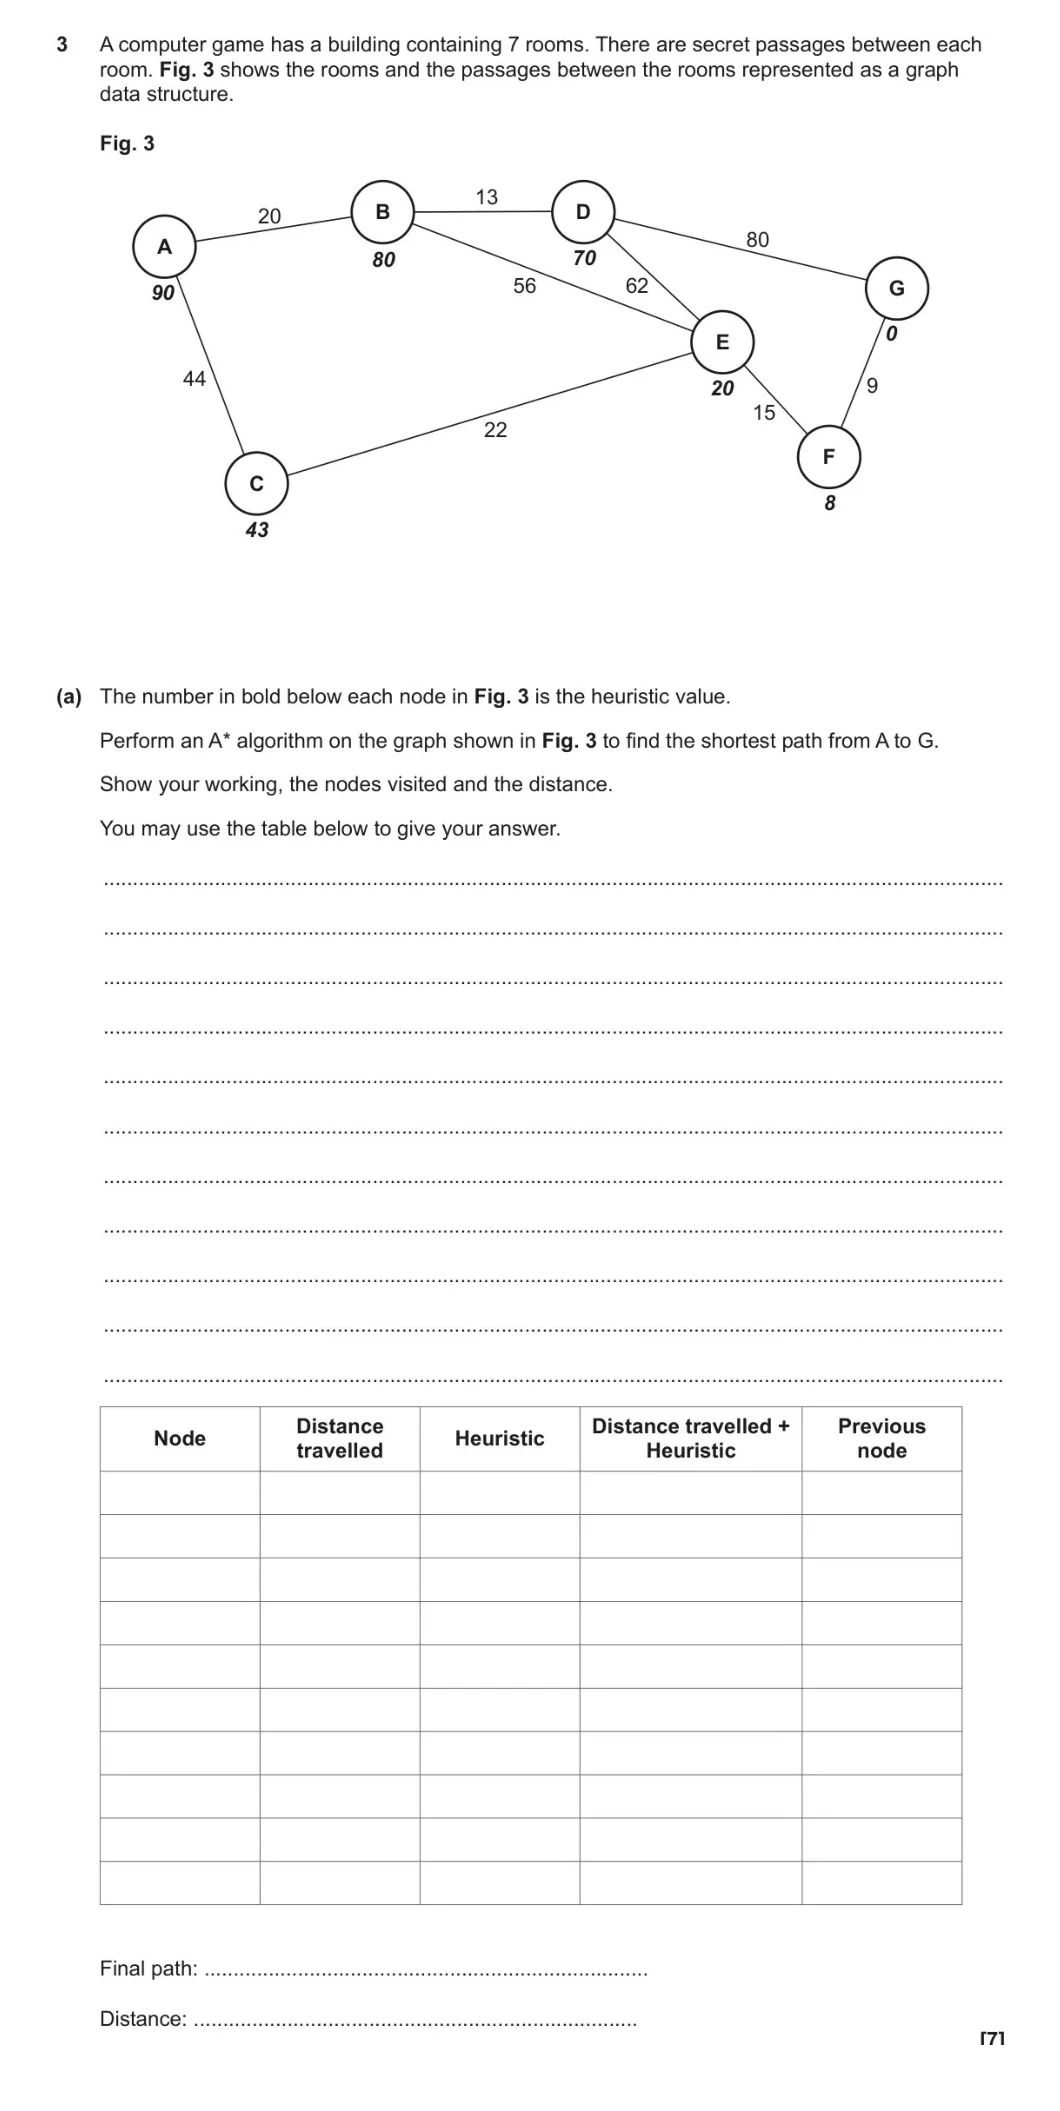 3 A computer game has a building containing 7 rooms. There are secret passages between each
room. Fig. 3 shows the rooms and the passages between the rooms represented as a graph
data structure.
Fig. 3
A
90
20
B
80
13
D
70
80
G
0
56
62
E
20
44
22
15
9
C
43
F
8
(a) The number in bold below each node in Fig. 3 is the heuristic value.
Perform an A* algorithm on the graph shown in Fig. 3 to find the shortest path from A to G.
Show your working, the nodes visited and the distance.
You may use the table below to give your answer.
Node Distance travelled Heuristic Distance travelled + Heuristic Previous node
Final path:
Distance:
[7]